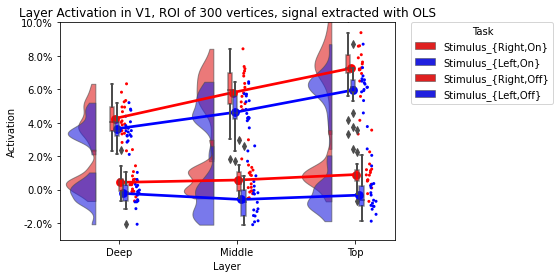 Layer Activation in V1, ROI of 300 vertices, signal extracted with OLS
10.0%
8.0%
6.0%
4.0%
2.0%
0.0%
-2.0%
Activation
Deep
Middle
Top
Layer
Task
Stimulus_{Right,On}
Stimulus_{Left,On}
Stimulus_{Right,Off}
Stimulus_{Left,Off}